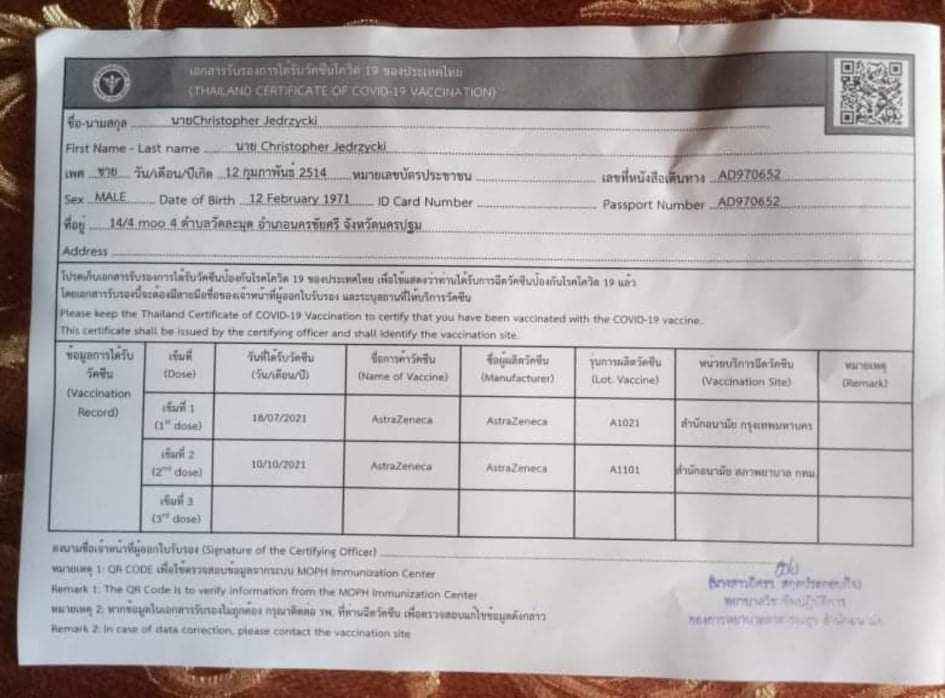 เอกสารรับรองการได้รับวัคซีนโควิด 19 ของประเทศไทย
(THAILAND CERTIFICATE OF COVID-19 VACCINATION)
ชื่อ-นามสกุล นายChristopher Jedrzycki
First Name - Last name นาย Christopher Jedrzycki
เพศ ชาย วัน/เดือน/ปีเกิด 12 กุมภาพันธ์ 2514 หมายเลขบัตรประชาชน เลขที่หนังสือเดินทาง AD970652
Sex MALE Date of Birth 12 February 1971 ID Card Number Passport Number AD970652
ที่อยู่ 14/4 moo 4 ตำบลวัดละมุด อำเภอนครชัยศรี จังหวัดนครปฐม
Address
โปรดเก็บเอกสารรับรองการได้รับวัคซีนป้องกันโรคโควิด 19 ของประเทศไทย เพื่อใช้แสดงว่าท่านได้รับการฉีดวัคซีนป้องกันโรคโควิด 19 แล้ว
โดยเอกสารรับรองนี้จะต้องมีลายมือชื่อของเจ้าหน้าที่ผู้ออกใบรับรอง และระบุสถานที่ให้บริการวัคซีน
Please keep the Thailand Certificate of COVID-19 Vaccination to certify that you have been vaccinated with the COVID-19 vaccine.
This certificate shall be issued by the certifying officer and shall identify the vaccination site.
ข้อมูลการได้รับวัคซีน (Vaccination Record) เข็มที่ (Dose) วันที่ได้รับวัคซีน (วัน/เดือน/ปี) ชื่อการค้าวัคซีน (Name of Vaccine) ชื่อผู้ผลิตวัคซีน (Manufacturer) รุ่นการผลิตวัคซีน (Lot. Vaccine) หน่วยบริการฉีดวัคซีน (Vaccination Site) หมายเหตุ (Remark)
เข็มที่ 1 (1st dose) 18/07/2021 AstraZeneca AstraZeneca A1021 สำนักอนามัย กรุงเทพมหานคร
เข็มที่ 2 (2nd dose) 10/10/2021 AstraZeneca AstraZeneca A1101 สำนักอนามัย สภาพยาบาล กทม.
เข็มที่ 3 (3rd dose)
ลงนามชื่อเจ้าหน้าที่ผู้ออกใบรับรอง (Signature of the Certifying Officer)
หมายเหตุ 1: QR CODE เพื่อใช้ตรวจสอบข้อมูลจากระบบ MOPH Immunization Center
Remark 1: The QR Code is to verify information from the MOPH Immunization Center
หมายเหตุ 2: หากข้อมูลในเอกสารรับรองไม่ถูกต้อง กรุณาติดต่อ รพ. ที่ท่านฉีดวัคซีน เพื่อตรวจสอบแก้ไขข้อมูลดังกล่าว
Remark 2: In case of data correction, please contact the vaccination site
พยาบาลวิชาชีพปฏิบัติการ